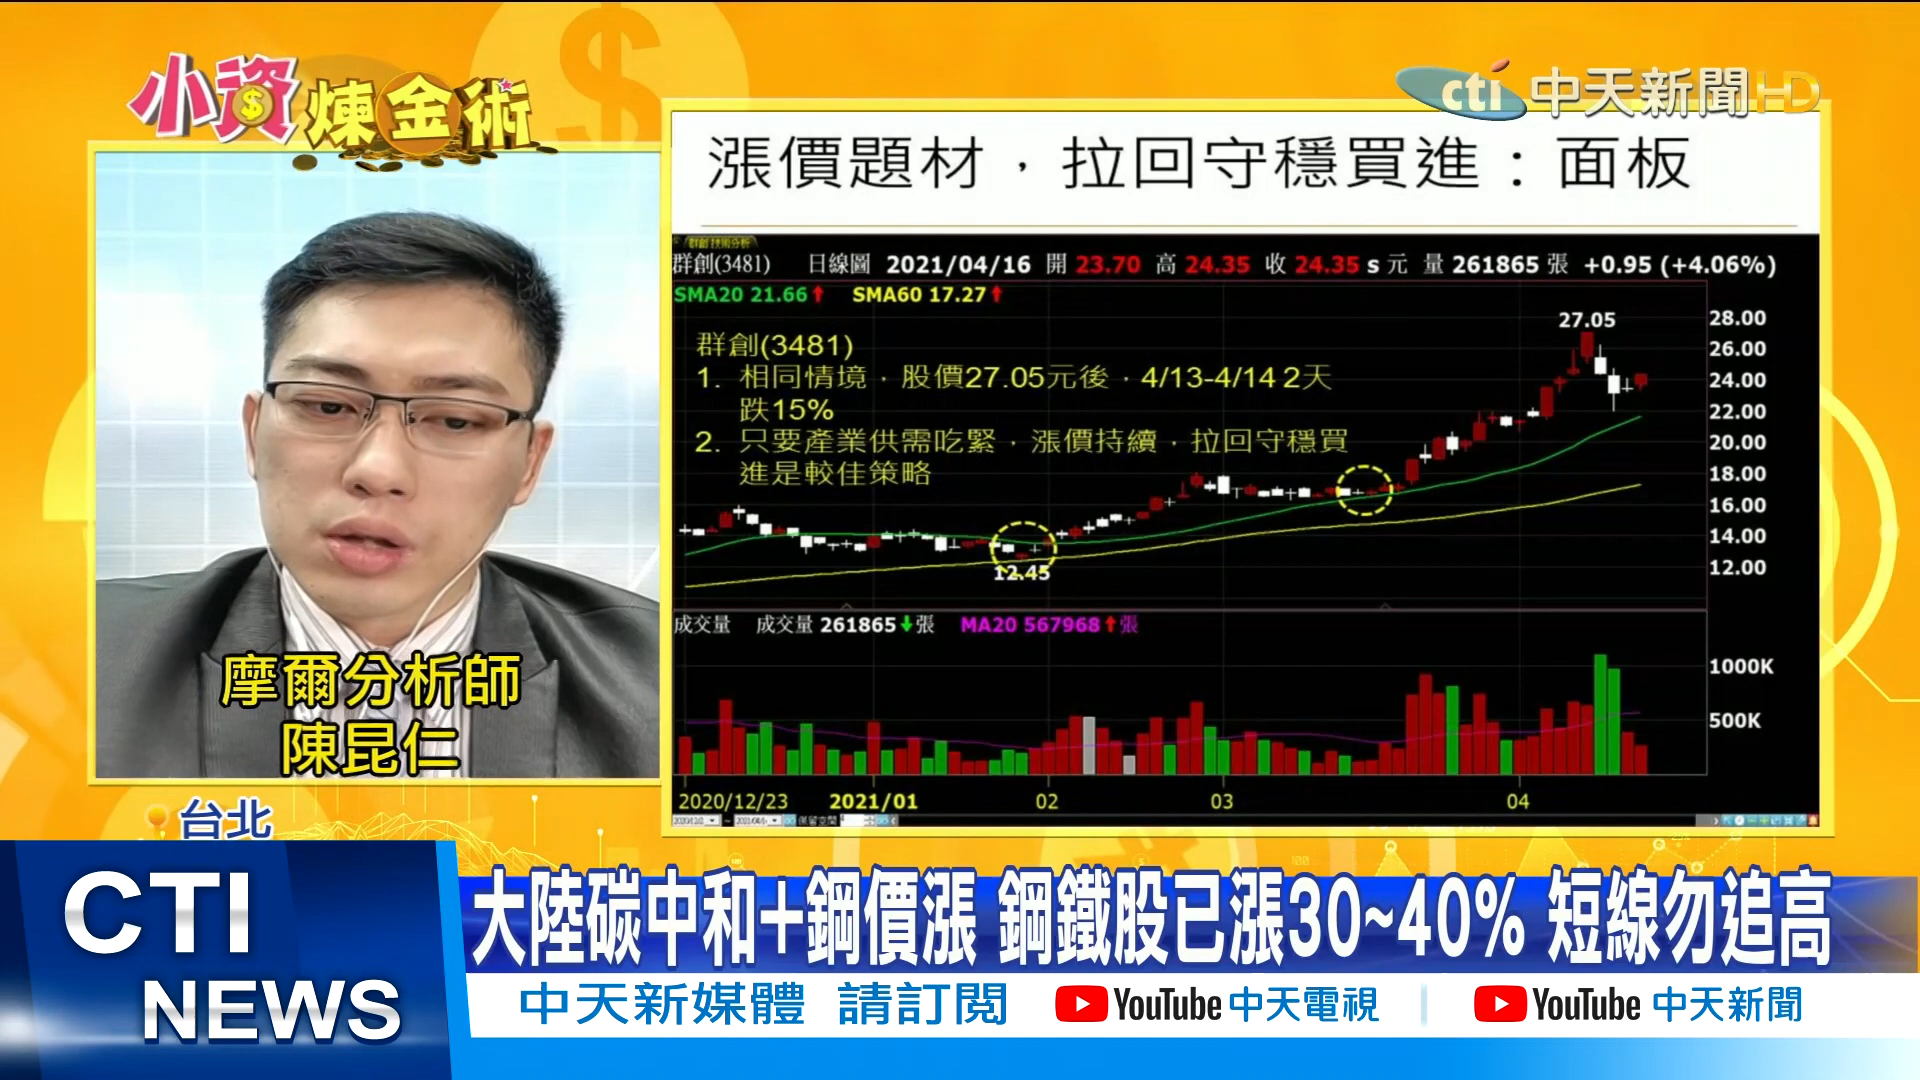 小資煉金術
cti 中天新聞HD
漲價題材，拉回守穩買進：面板
群創 技術分析
群創(3481) 日線圖 2021/04/16 開 23.70 高 24.35 收 24.35 s 元 量 261865 張 +0.95 (+4.06%)
SMA20 21.66↑ SMA60 17.27↑
27.05
28.00
26.00
24.00
22.00
20.00
18.00
16.00
14.00
12.00
群創(3481)
1. 相同情境，股價27.05元後，4/13-4/14 2天
跌15%
2. 只要產業供需吃緊，漲價持續，拉回守穩買
進是較佳策略
12.45
成交量 成交量 261865↓張 MA20 567968↑張
1000K
500K
2020/12/23 2021/01 02 03 04
保留空間
摩爾分析師
陳昆仁
台北
CTI
NEWS
大陸碳中和+鋼價漲 鋼鐵股已漲30~40% 短線勿追高
中天新媒體 請訂閱 YouTube 中天電視 | YouTube 中天新聞